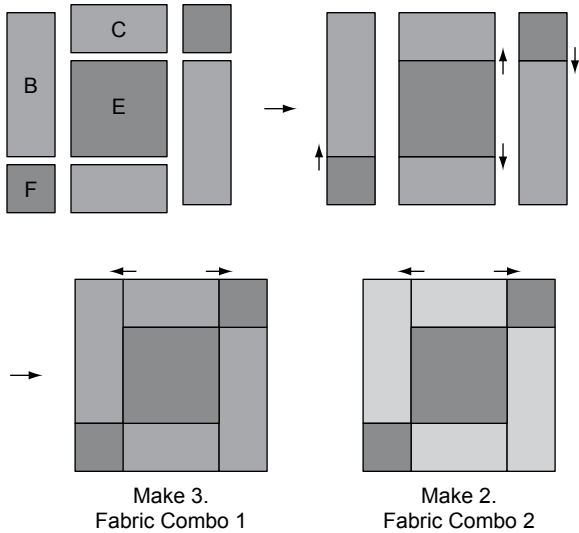 C
B
E
F
Make 3.
Fabric Combo 1
Make 2.
Fabric Combo 2